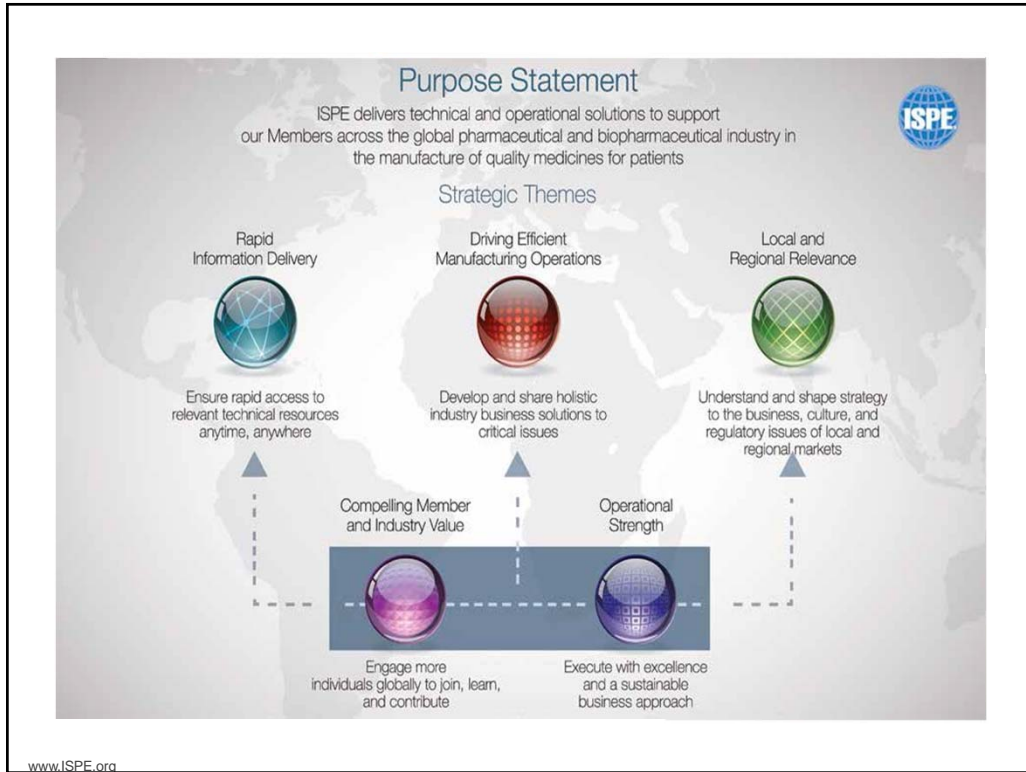 Purpose Statement
ISPE delivers technical and operational solutions to support
our Members across the global pharmaceutical and biopharmaceutical industry in
the manufacture of quality medicines for patients
ISPE
Strategic Themes
Rapid
Information Delivery
Driving Efficient
Manufacturing Operations
Local and
Regional Relevance
Ensure rapid access to
relevant technical resources
anytime, anywhere
Develop and share holistic
industry business solutions to
critical issues
Understand and shape strategy
to the business, culture, and
regulatory issues of local and
regional markets
Compelling Member
and Industry Value
Operational
Strength
Engage more
individuals globally to join, learn,
and contribute
Execute with excellence
and a sustainable
business approach
www.ISPE.org